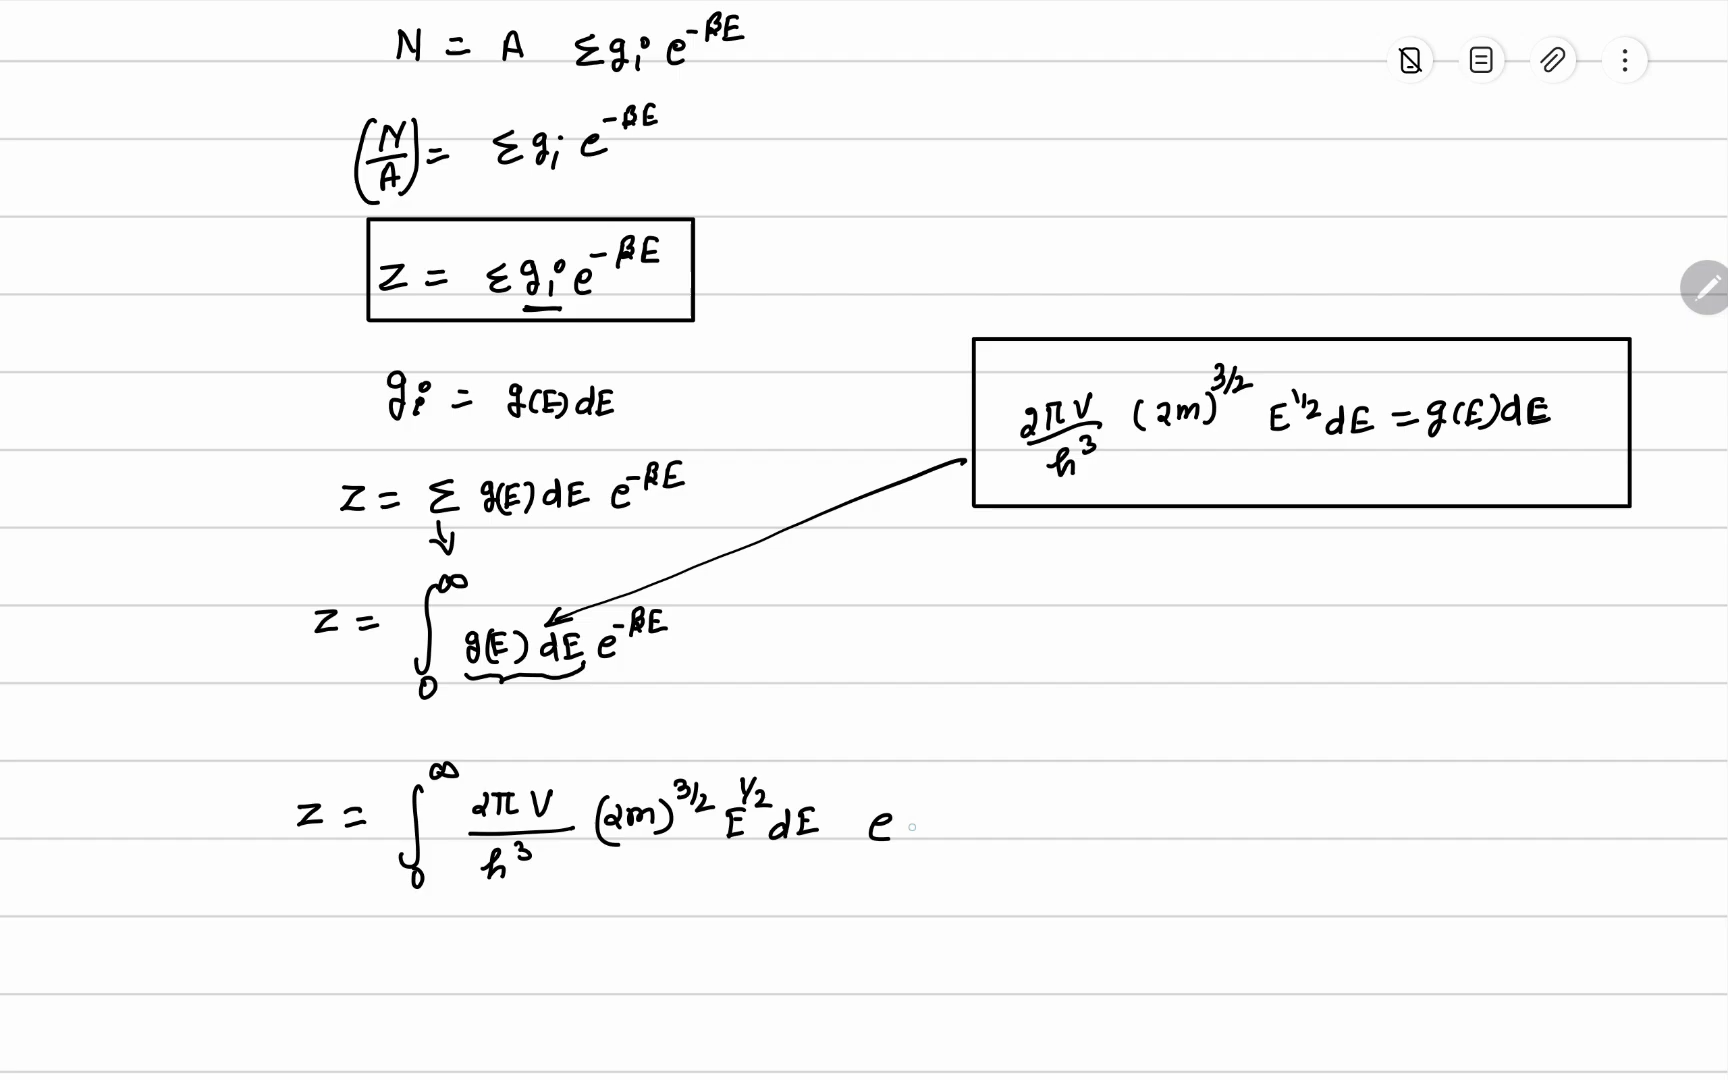 N = A Σgᵢ e^{-βE}
(N/A) = Σgᵢ e^{-βE}
Z = Σgᵢ e^{-βE}
gᵢ = g(E)dE
2πV/h³ (2m)^{3/2} E^{1/2} dE = g(E)dE
Z = Σ g(E)dE e^{-βE}
↓
Z = ∫₀^∞ g(E) dE e^{-βE}
Z = ∫₀^∞ 2πV/h³ (2m)^{3/2} E^{1/2} dE e